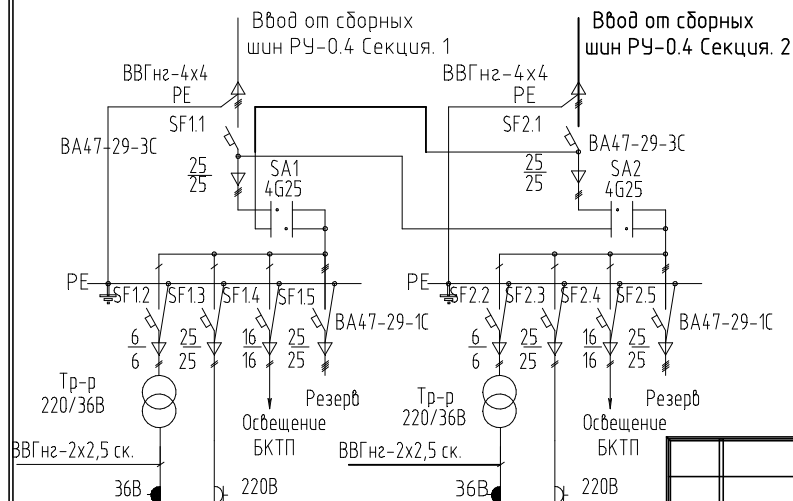 Ввод от сборных
шин РУ-0.4 Секция. 1
Ввод от сборных
шин РУ-0.4 Секция. 2
ВВГнг-4х4
PE
ВВГнг-4х4
PE
SF1.1
SF2.1
ВА47-29-3С
ВА47-29-3С
25
25
SA1
4G25
25
25
SA2
4G25
PE
SF1.2
SF1.3
SF1.4
SF1.5
PE
SF2.2
SF2.3
SF2.4
SF2.5
ВА47-29-1С
ВА47-29-1С
6
6
25
25
16
16
25
25
6
6
25
25
16
16
25
25
Тр-р
220/36В
Резерв
Освещение
БКТП
Тр-р
220/36В
Резерв
Освещение
БКТП
ВВГнг-2х2,5 ск.
ВВГнг-2х2,5 ск.
36В
220В
36В
220В